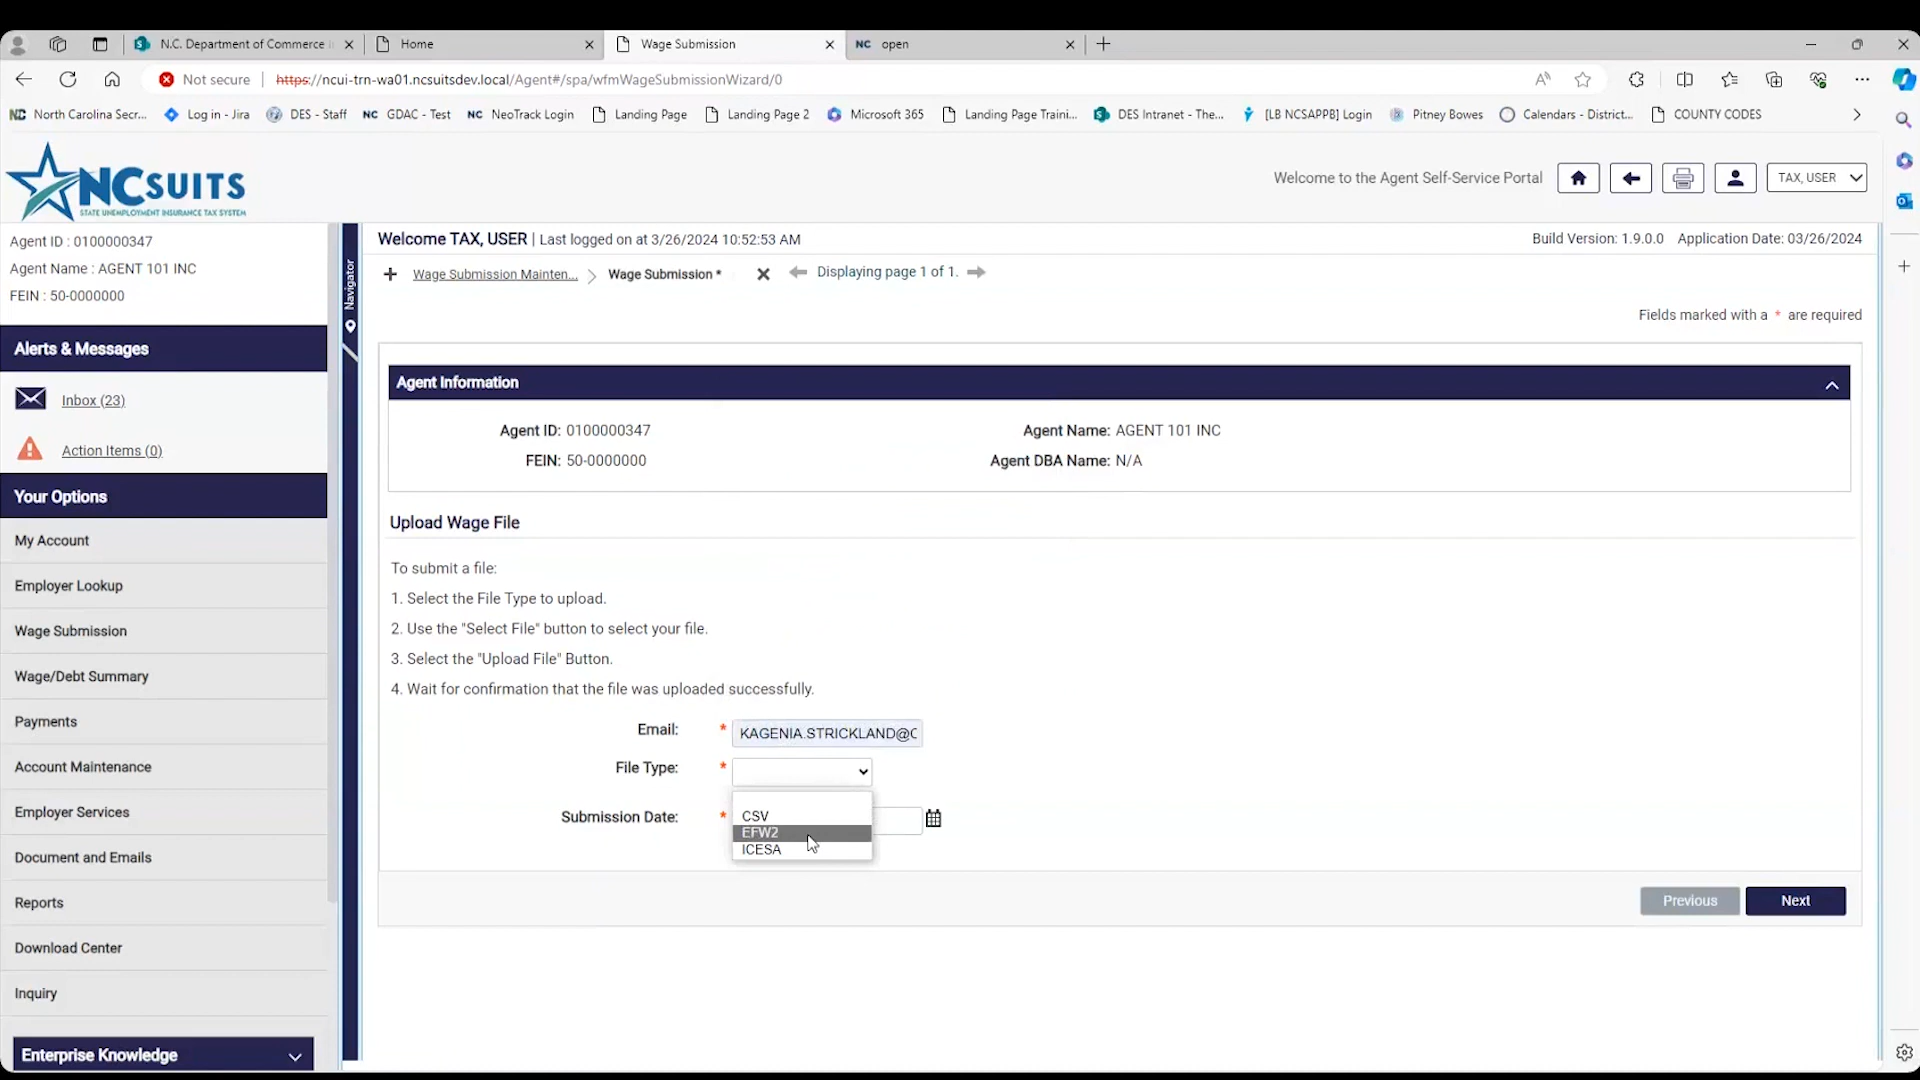 N.C. Department of Commerce
Home
Wage Submission
NC open
Not secure
https://ncui-trn-wa01.ncsuitsdev.local/Agent#/spa/wfmWageSubmissionWizard/0
North Carolina Secr...
Log in - Jira
DES - Staff
NC GDAC - Test
NC NeoTrack Login
Landing Page
Landing Page 2
Microsoft 365
Landing Page Traini...
DES Intranet - The...
[LB NCSAPPB] Login
Pitney Bowes
Calendars - District...
COUNTY CODES
NCSUITS
STATE UNEMPLOYMENT INSURANCE TAX SYSTEM
Welcome to the Agent Self-Service Portal
TAX, USER
Agent ID : 0100000347
Agent Name : AGENT 101 INC
FEIN : 50-0000000
Alerts & Messages
Inbox (23)
Action Items (0)
Your Options
My Account
Employer Lookup
Wage Submission
Wage/Debt Summary
Payments
Account Maintenance
Employer Services
Document and Emails
Reports
Download Center
Inquiry
Enterprise Knowledge
Navigator
Welcome TAX, USER | Last logged on at 3/26/2024 10:52:53 AM
Build Version: 1.9.0.0 Application Date: 03/26/2024
Wage Submission Mainten...
Wage Submission *
Displaying page 1 of 1.
Fields marked with a * are required
Agent Information
Agent ID: 0100000347
Agent Name: AGENT 101 INC
FEIN: 50-0000000
Agent DBA Name: N/A
Upload Wage File
To submit a file:
1. Select the File Type to upload.
2. Use the "Select File" button to select your file.
3. Select the "Upload File" Button.
4. Wait for confirmation that the file was uploaded successfully.
Email: * KAGENIA.STRICKLAND@
File Type: *
CSV
EFW2
ICESA
Submission Date: *
Previous
Next